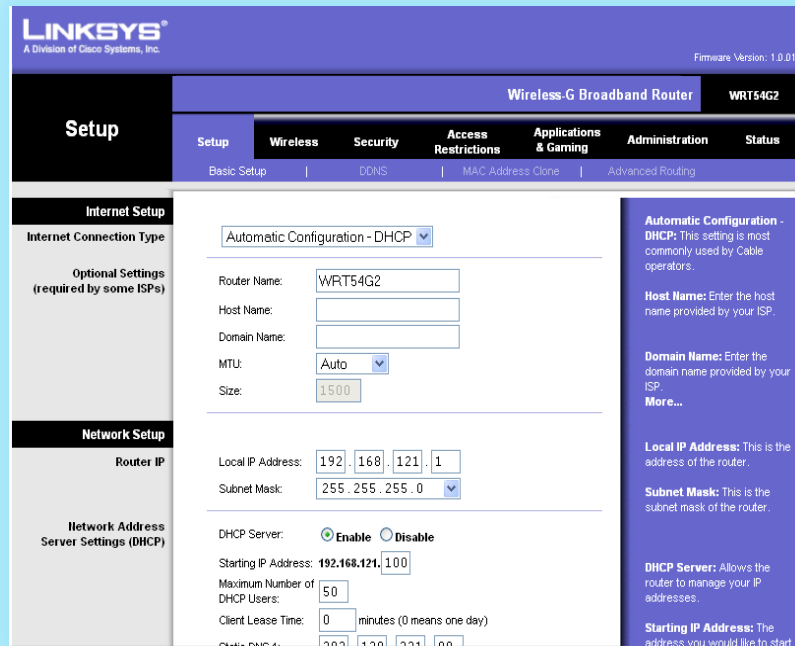 LINKSYS®
A Division of Cisco Systems, Inc.
Firmware Version: 1.0.01
Wireless-G Broadband Router WRT54G2
Setup
Setup Wireless Security Access Restrictions Applications & Gaming Administration Status
Basic Setup | DDNS | MAC Address Clone | Advanced Routing
Internet Setup
Internet Connection Type
Automatic Configuration - DHCP
Optional Settings
(required by some ISPs)
Router Name: WRT54G2
Host Name:
Domain Name:
MTU: Auto
Size: 1500
Network Setup
Router IP
Local IP Address: 192 . 168 . 121 . 1
Subnet Mask: 255.255.255.0
Network Address
Server Settings (DHCP)
DHCP Server: Enable Disable
Starting IP Address: 192.168.121. 100
Maximum Number of
DHCP Users: 50
Client Lease Time: 0 minutes (0 means one day)
Automatic Configuration -
DHCP: This setting is most
commonly used by Cable
operators.
Host Name: Enter the host
name provided by your ISP.
Domain Name: Enter the
domain name provided by your
ISP.
More...
Local IP Address: This is the
address of the router.
Subnet Mask: This is the
subnet mask of the router.
DHCP Server: Allows the
router to manage your IP
addresses.
Starting IP Address: The
address you would like to start